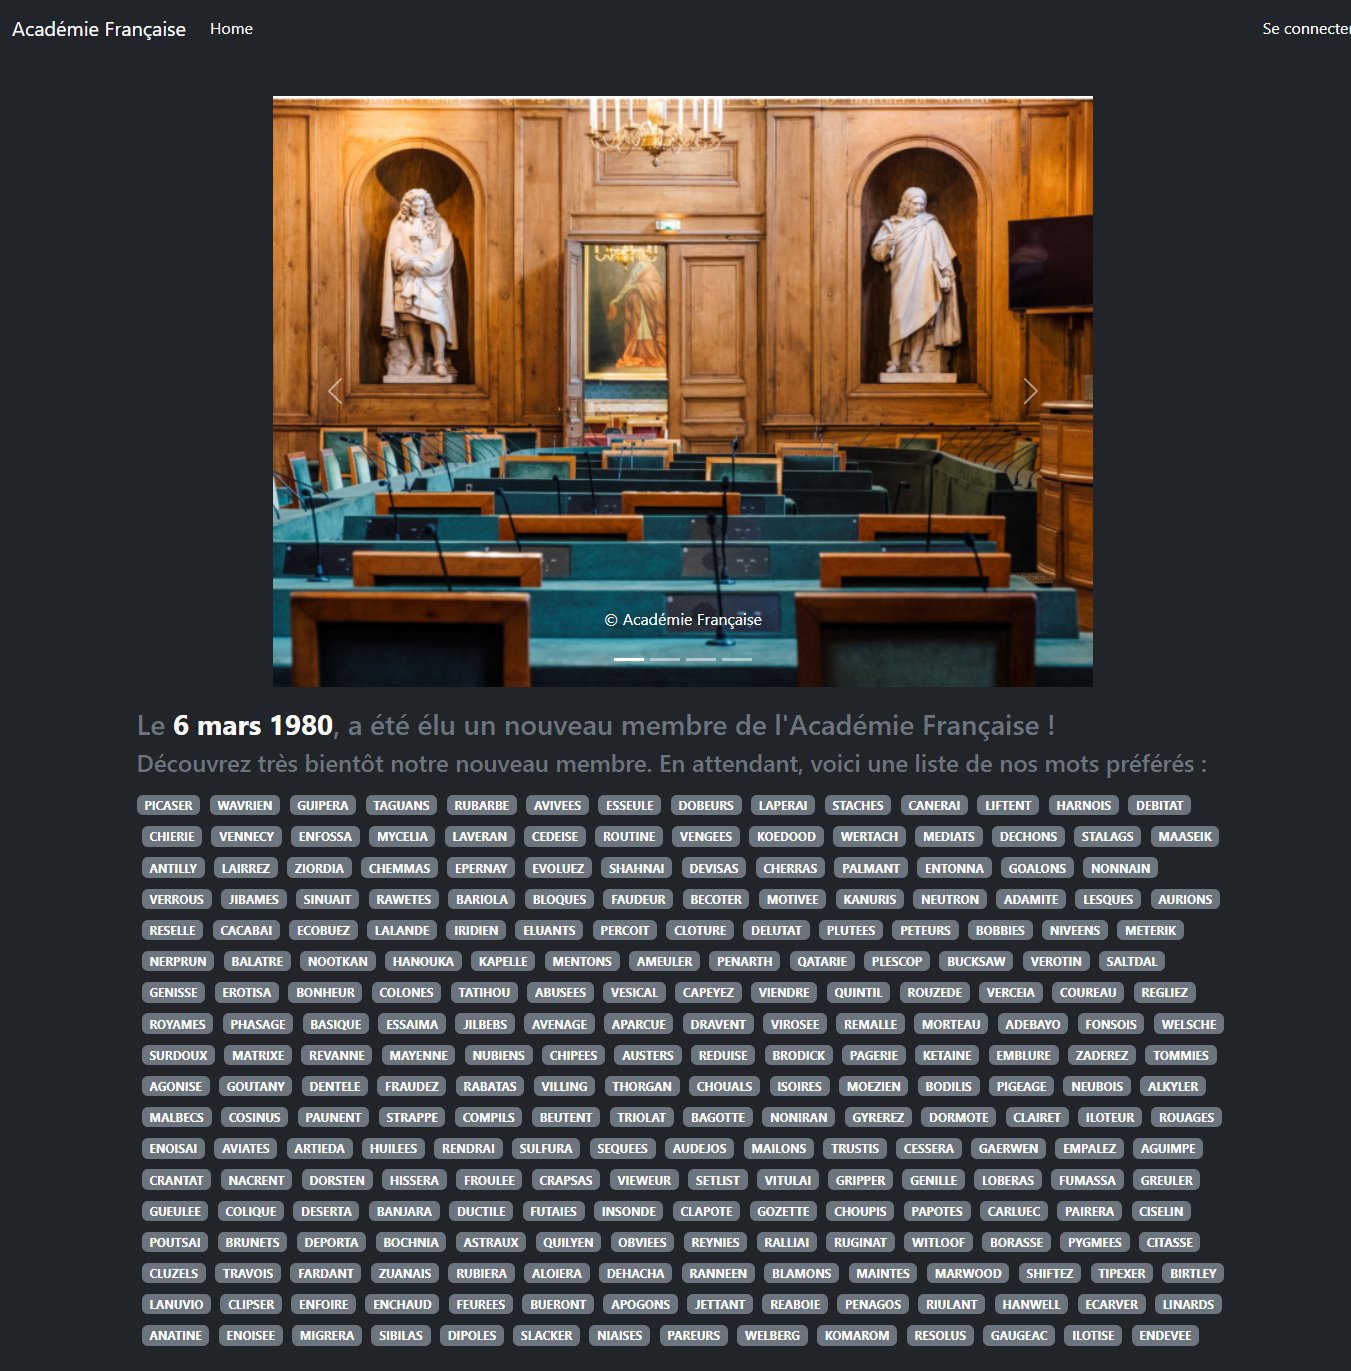 Académie Française Home Se connecter
© Académie Française
Le 6 mars 1980, a été élu un nouveau membre de l'Académie Française !
Découvrez très bientôt notre nouveau membre. En attendant, voici une liste de nos mots préférés :
PICASER WAVRIEN GUIPERA TAGUANS RUBARBE AVIVEES ESSEULE DOBEURS LAPERAI STACHES CANERAI LIFTENT HARNOIS DEBITAT
CHIERIE VENNECY ENFOSSA MYCELIA LAVERAN CEDEISE ROUTINE VENGEES KOEDOOD WERTACH MEDIATS DECHONS STALAGS MAASEIK
ANTILLY LAIRREZ ZIORDIA CHEMMAS EPERNAY EVOLUEZ SHAHNAI DEVISAS CHERRAS PALMANT ENTONNA GOALONS NONNAIN
VERROUS JIBAMES SINUAIT RAWETES BARIOLA BLOQUES FAUDEUR BECOTER MOTIVEE KANURIS NEUTRON ADAMITE LESQUES AURIONS
RESELLE CACABAI ECOBUEZ LALANDE IRIDIEN ELUANTS PERCOIT CLOTURE DELUTAT PLUTEES PETEURS BOBBIES NIVEENS METERIK
NERPRUN BALATRE NOOTKAN HANOUKA KAPELLE MENTONS AMEULER PENARTH QATARIE PLESCOP BUCKSAW VEROTIN SALTDAL
GENISSE EROTISA BONHEUR COLONES TATIHOU ABUSEES VESICAL CAPEYEZ VIENDRE QUINTIL ROUZEDE VERCEIA COUREAU REGLIEZ
ROYAMES PHASAGE BASIQUE ESSAIMA JILBEBS AVENAGE APARCUE DRAVENT VIROSEE REMALLE MORTEAU ADEBAYO FONSOIS WELSCHE
SURDOUX MATRIXE REVANNE MAYENNE NUBIENS CHIPEES AUSTERS REDUISE BRODICK PAGERIE KETAINE EMBLURE ZADEREZ TOMMIES
AGONISE GOUTANY DENTELE FRAUDEZ RABATAS VILLING THORGAN CHOUALS ISOIRES MOEZIEN BODILIS PIGEAGE NEUBOIS ALKYLER
MALBECS COSINUS PAUNENT STRAPPE COMPILS BEUTENT TRIOLAT BAGOTTE NONIRAN GYREREZ DORMOTE CLAIRET ILOTEUR ROUAGES
ENOISAI AVIATES ARTIEDA HUILEES RENDRAI SULFURA SEQUEES AUDEJOS MAILONS TRUSTIS CESSERA GAERWEN EMPALEZ AGUIMPE
CRANTAT NACRENT DORSTEN HISSERA FROULEE CRAPSAS VIEWEUR SETLIST VITULAI GRIPPER GENILLE LOBERAS FUMASSA GREULER
GUEULEE COLIQUE DESERTA BANJARA DUCTILE FUTAIES INSONDE CLAPOTE GOZETTE CHOUPIS PAPOTES CARLUEC PAIRERA CISELIN
POUTSAI BRUNETS DEPORTA BOCHNIA ASTRAUX QUILYEN OBVIEES REYNIES RALLIAI RUGINAT WITLOOF BORASSE PYGMEES CITASSE
CLUZELS TRAVOIS FARDANT ZUANAIS RUBIERA ALOIERA DEHACHA RANNEEN BLAMONS MAINTES MARWOOD SHIFTEZ TIPEXER BIRTLEY
LANUVIO CLIPSER ENFOIRE ENCHAUD FEUREES BUERONT APOGONS JETTANT REABOIE PENAGOS RIULANT HANWELL ECARVER LINARDS
ANATINE ENOISEE MIGRERA SIBILAS DIPOLES SLACKER NIAISES PAREURS WELBERG KOMAROM RESOLUS GAUGEAC ILOTISE ENDEVEE